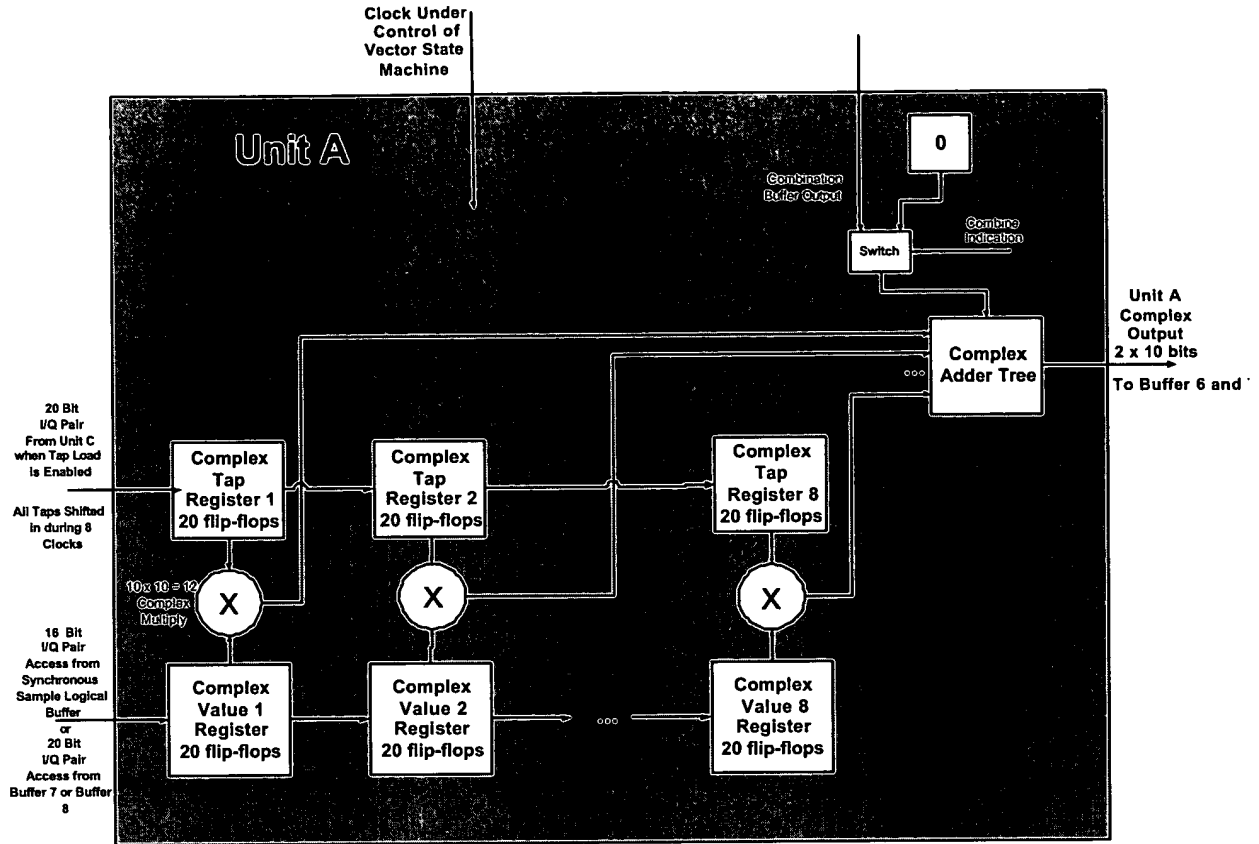 Clock Under
Control of
Vector State
Machine
Unit A
0
Combination
Buffer Output
Switch
Combine
Indication
Unit A
Complex
Output
2 x 10 bits
To Buffer 6 and
Complex
Adder Tree
ooo
20 Bit
I/Q Pair
From Unit C
when Tap Load
is Enabled
All Taps Shifted
in during 8
Clocks
Complex
Tap
Register 1
20 flip-flops
Complex
Tap
Register 2
20 flip-flops
Complex
Tap
Register 8
20 flip-flops
10 x 10 = 12
Complex
Multiply
X
X
X
16 Bit
I/Q Pair
Access from
Synchronous
Sample Logical
Buffer
or
20 Bit
I/Q Pair
Access from
Buffer 7 or Buffer
8
Complex
Value 1
Register
20 flip-flops
Complex
Value 2
Register
20 flip-flops
ooo
Complex
Value 8
Register
20 flip-flops